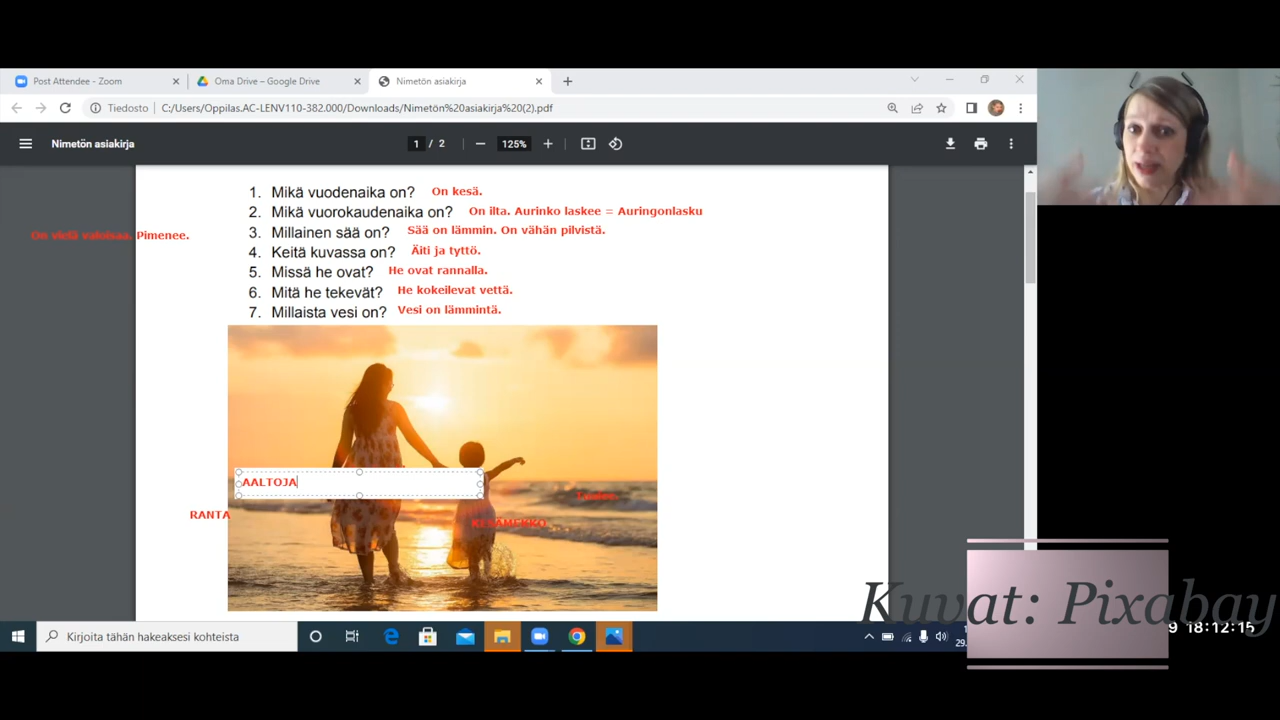 Post Attendee - Zoom
Oma Drive – Google Drive
Nimetön asiakirja
Tiedosto
C:/Users/Oppilas.AC-LENV110-382.000/Downloads/Nimetön%20asiakirja%20(2).pdf
Nimetön asiakirja
1 / 2
125%
1. Mikä vuodenaika on? On kesä.
2. Mikä vuorokaudenaika on? On ilta. Aurinko laskee = Auringonlasku
3. Millainen sää on? Sää on lämmin. On vähän pilvistä.
On vielä valoisaa. Pimenee.
4. Keitä kuvassa on? Äiti ja tyttö.
5. Missä he ovat? He ovat rannalla.
6. Mitä he tekevät? He kokeilevat vettä.
7. Millaista vesi on? Vesi on lämmintä.
AALTOJA
RANTA
KESÄMEKKO
Kuvat: Pixabay
Kirjoita tähän hakeaksesi kohteista
29.
9 18:12:15